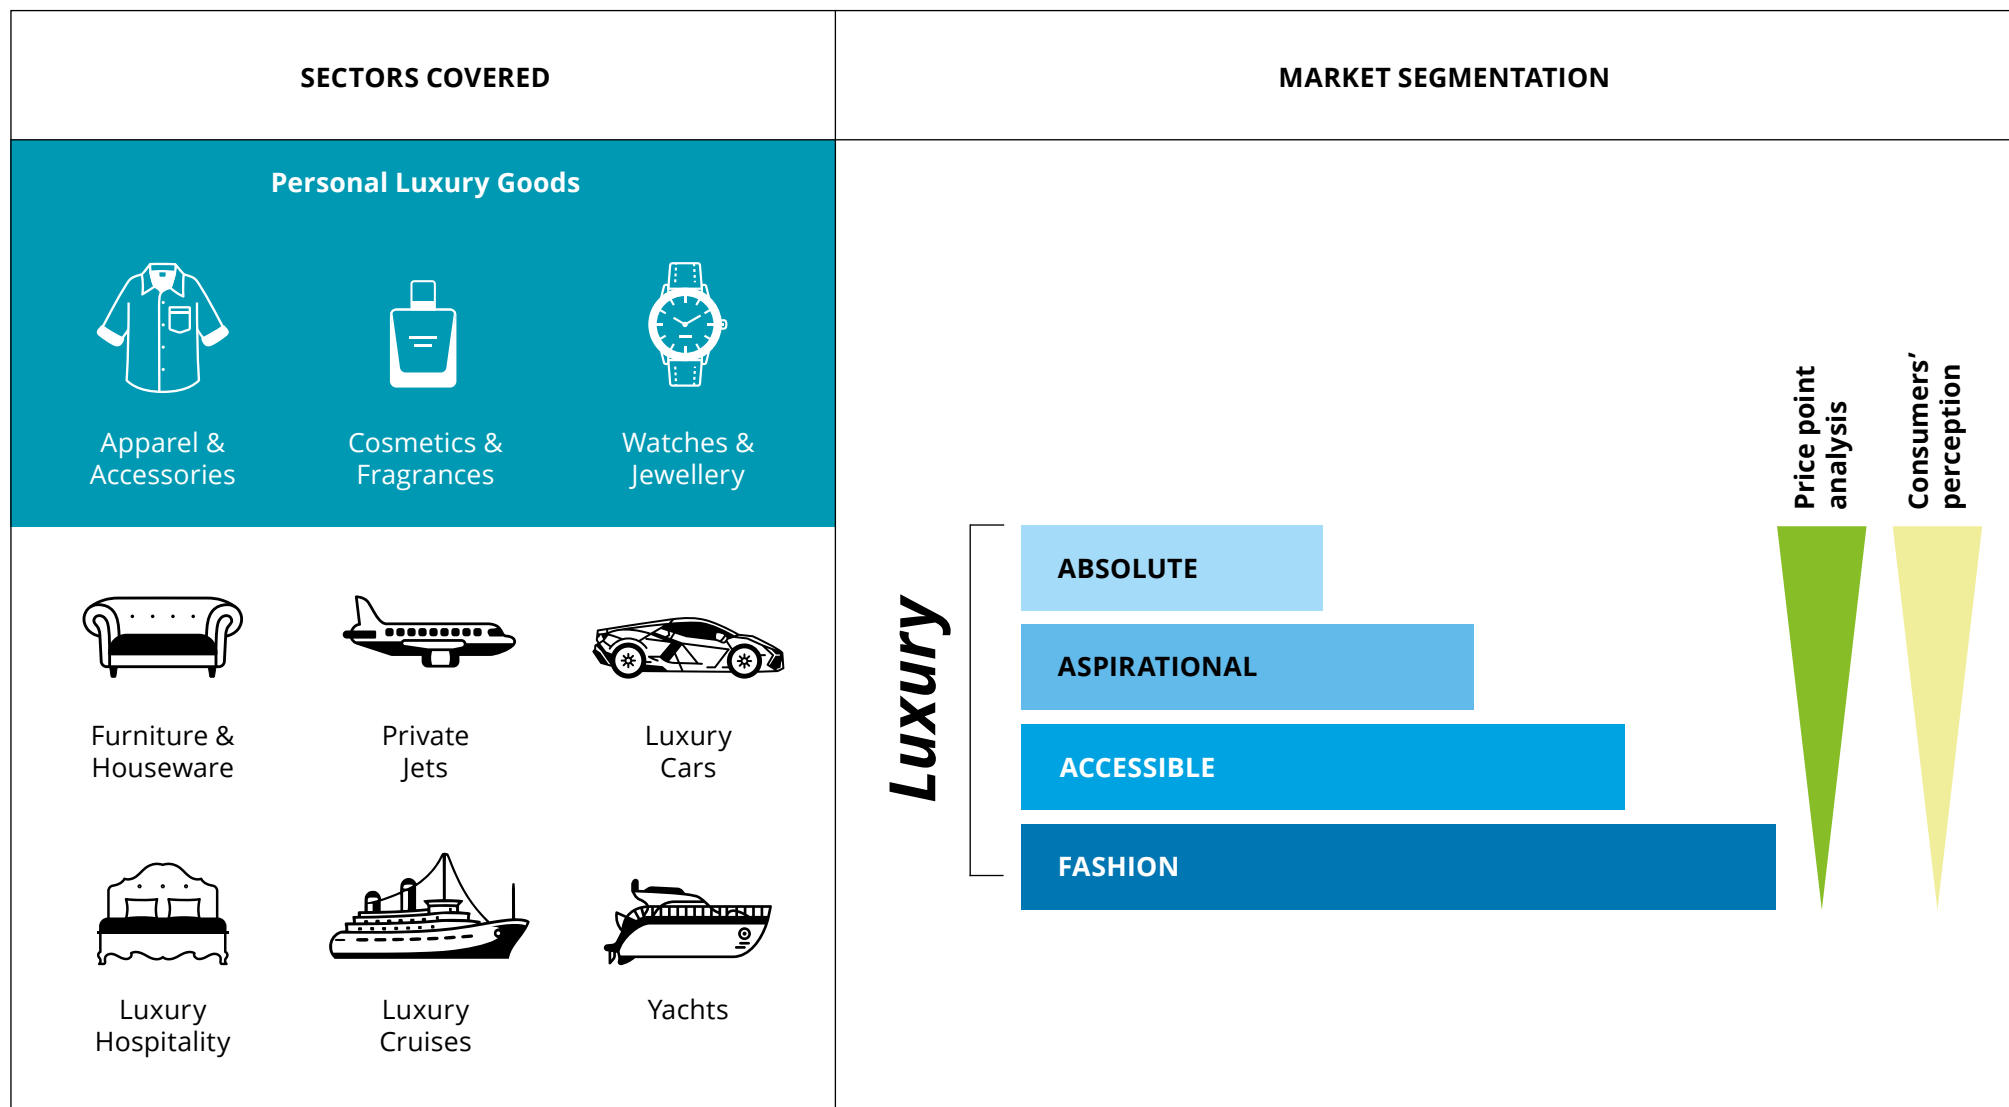 SECTORS COVERED
MARKET SEGMENTATION
Personal Luxury Goods
Apparel &
Accessories
Cosmetics &
Fragrances
Watches &
Jewellery
Furniture &
Houseware
Private
Jets
Luxury
Cars
Luxury
Hospitality
Luxury
Cruises
Yachts
Luxury
ABSOLUTE
ASPIRATIONAL
ACCESSIBLE
FASHION
Price point
analysis
Consumers’
perception